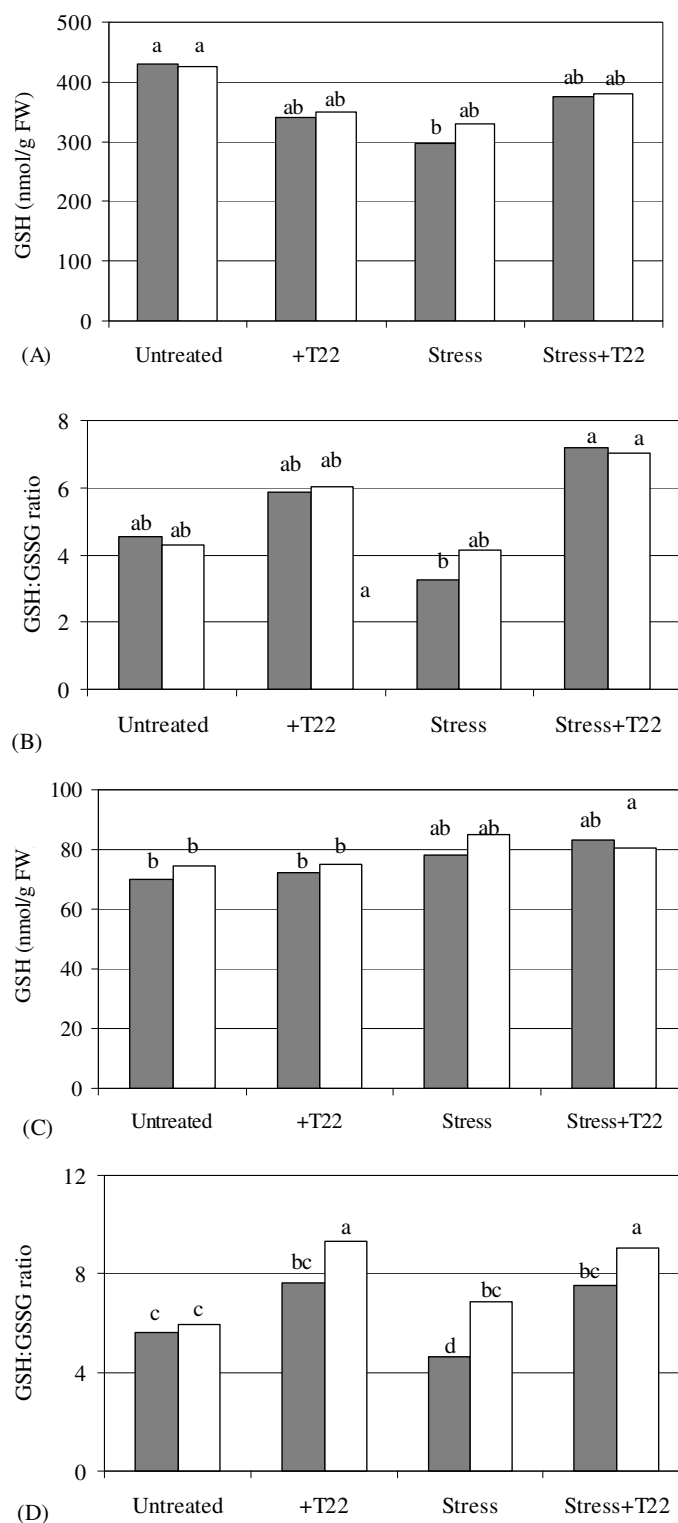 500
a a
400
ab ab
ab ab
b ab
300
GSH (nmol/g FW)
200
100
0
(A)
Untreated +T22 Stress Stress+T22
8
a a
ab ab
6
ab ab
ab
b
4
GSH:GSSG ratio
a
2
0
Untreated +T22 Stress Stress+T22
(B)
100
a
ab ab ab
b b b b
80
60
GSH (nmol/g FW
40
20
0
Untreated +T22 Stress Stress+T22
(C)
12
a a
bc bc bc
8
c c
d
GSH:GSSG ratio
4
0
Untreated +T22 Stress Stress+T22
(D)